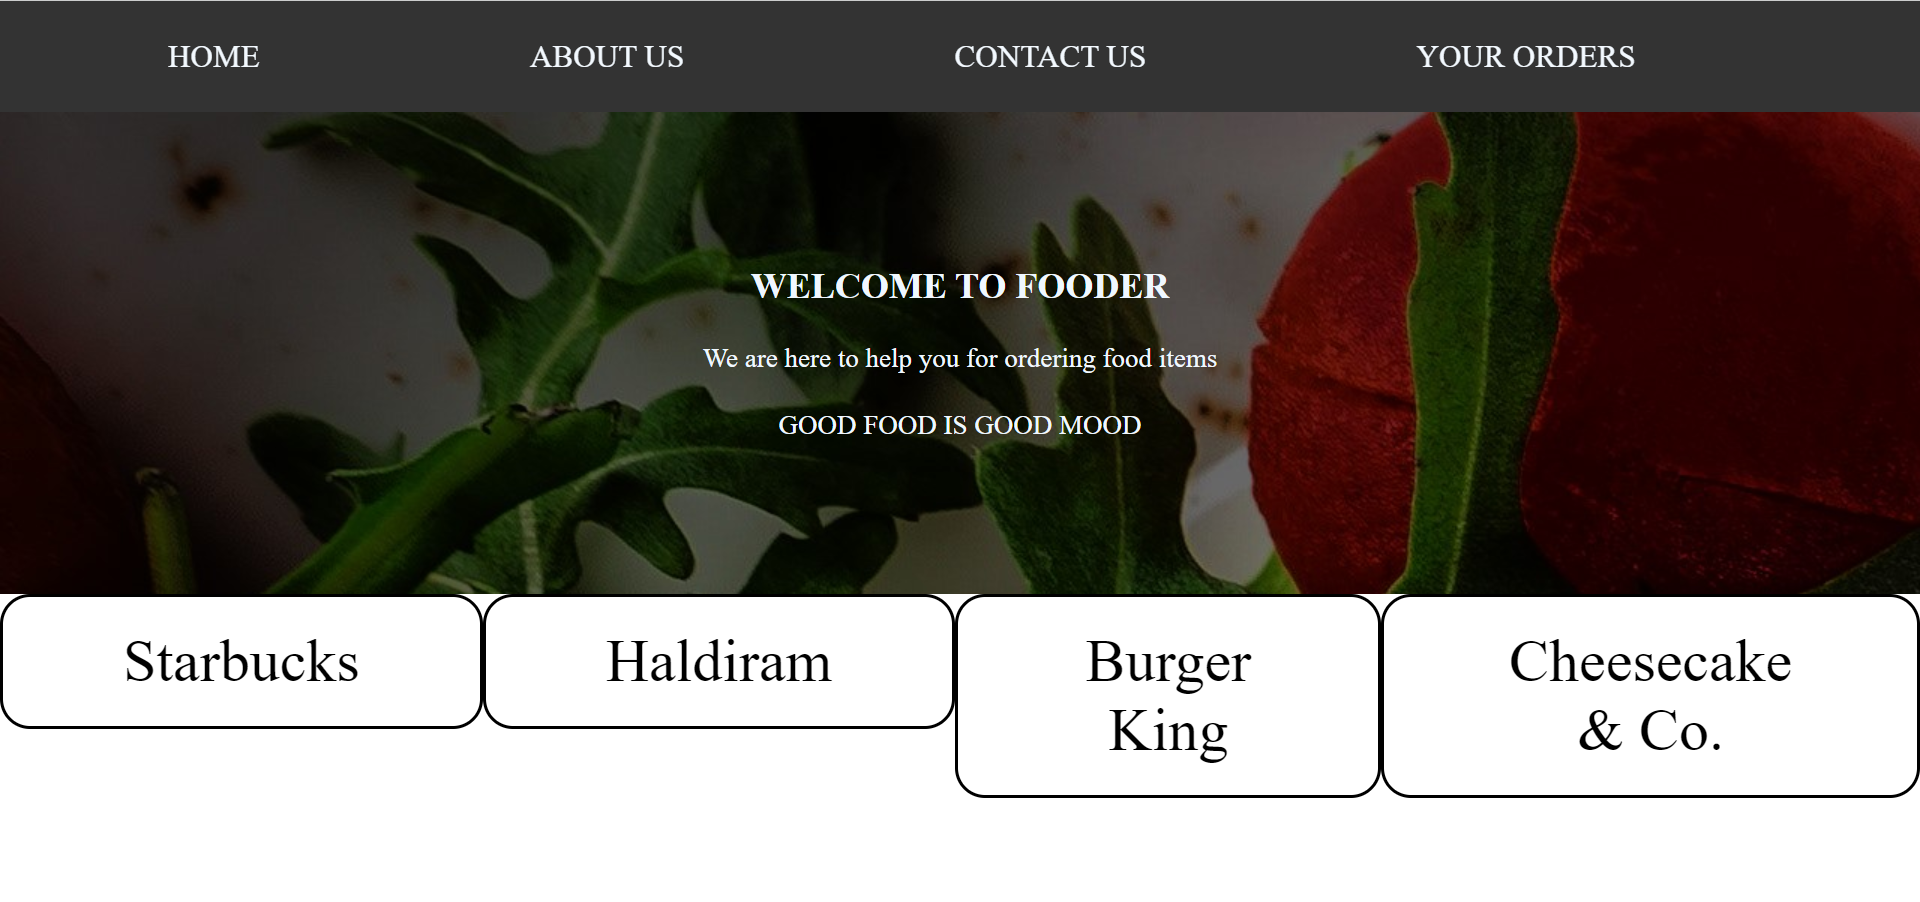 HOME ABOUT US CONTACT US YOUR ORDERS
WELCOME TO FOODER
We are here to help you for ordering food items
GOOD FOOD IS GOOD MOOD
Starbucks
Haldiram
Burger
King
Cheesecake
& Co.